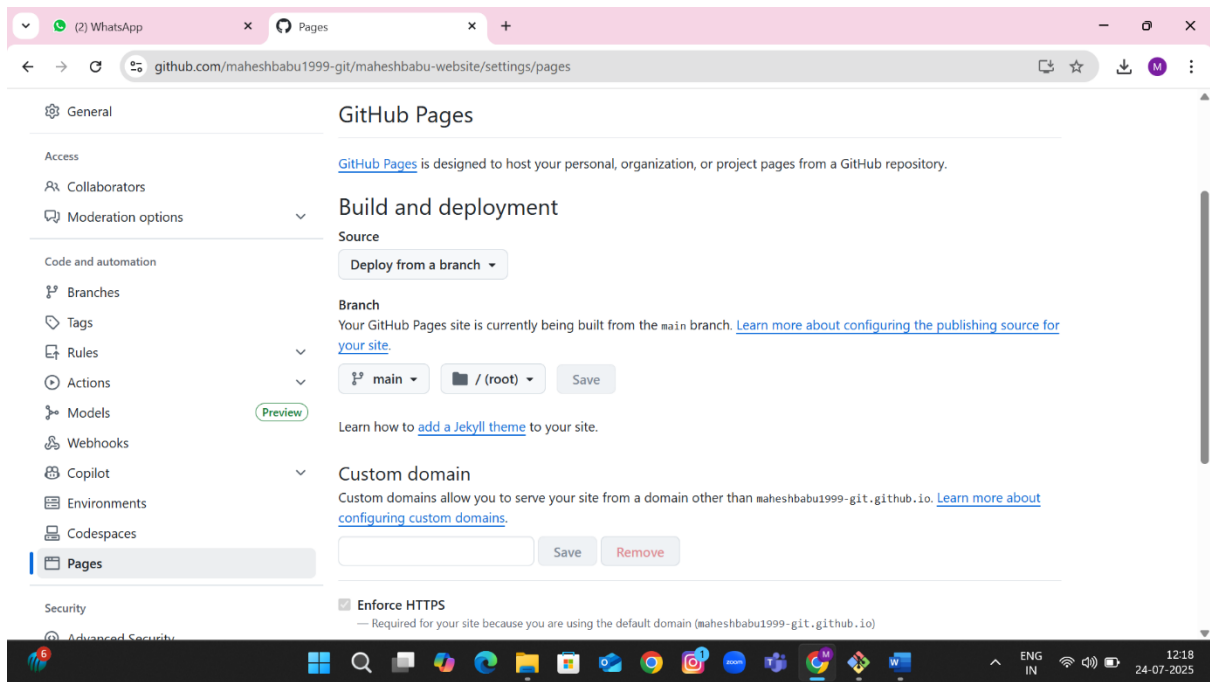 (2) WhatsApp
Pages
github.com/maheshbabu1999-git/maheshbabu-website/settings/pages
M
General
Access
Collaborators
Moderation options
Code and automation
Branches
Tags
Rules
Actions
Models Preview
Webhooks
Copilot
Environments
Codespaces
Pages
Security
Advanced Security
GitHub Pages
GitHub Pages is designed to host your personal, organization, or project pages from a GitHub repository.
Build and deployment
Source
Deploy from a branch
Branch
Your GitHub Pages site is currently being built from the main branch. Learn more about configuring the publishing source for
your site.
main / (root) Save
Learn how to add a Jekyll theme to your site.
Custom domain
Custom domains allow you to serve your site from a domain other than maheshbabu1999-git.github.io. Learn more about
configuring custom domains.
Save Remove
Enforce HTTPS
— Required for your site because you are using the default domain (maheshbabu1999-git.github.io)
6
1
zoom
M
W
ENG
IN
12:18
24-07-2025